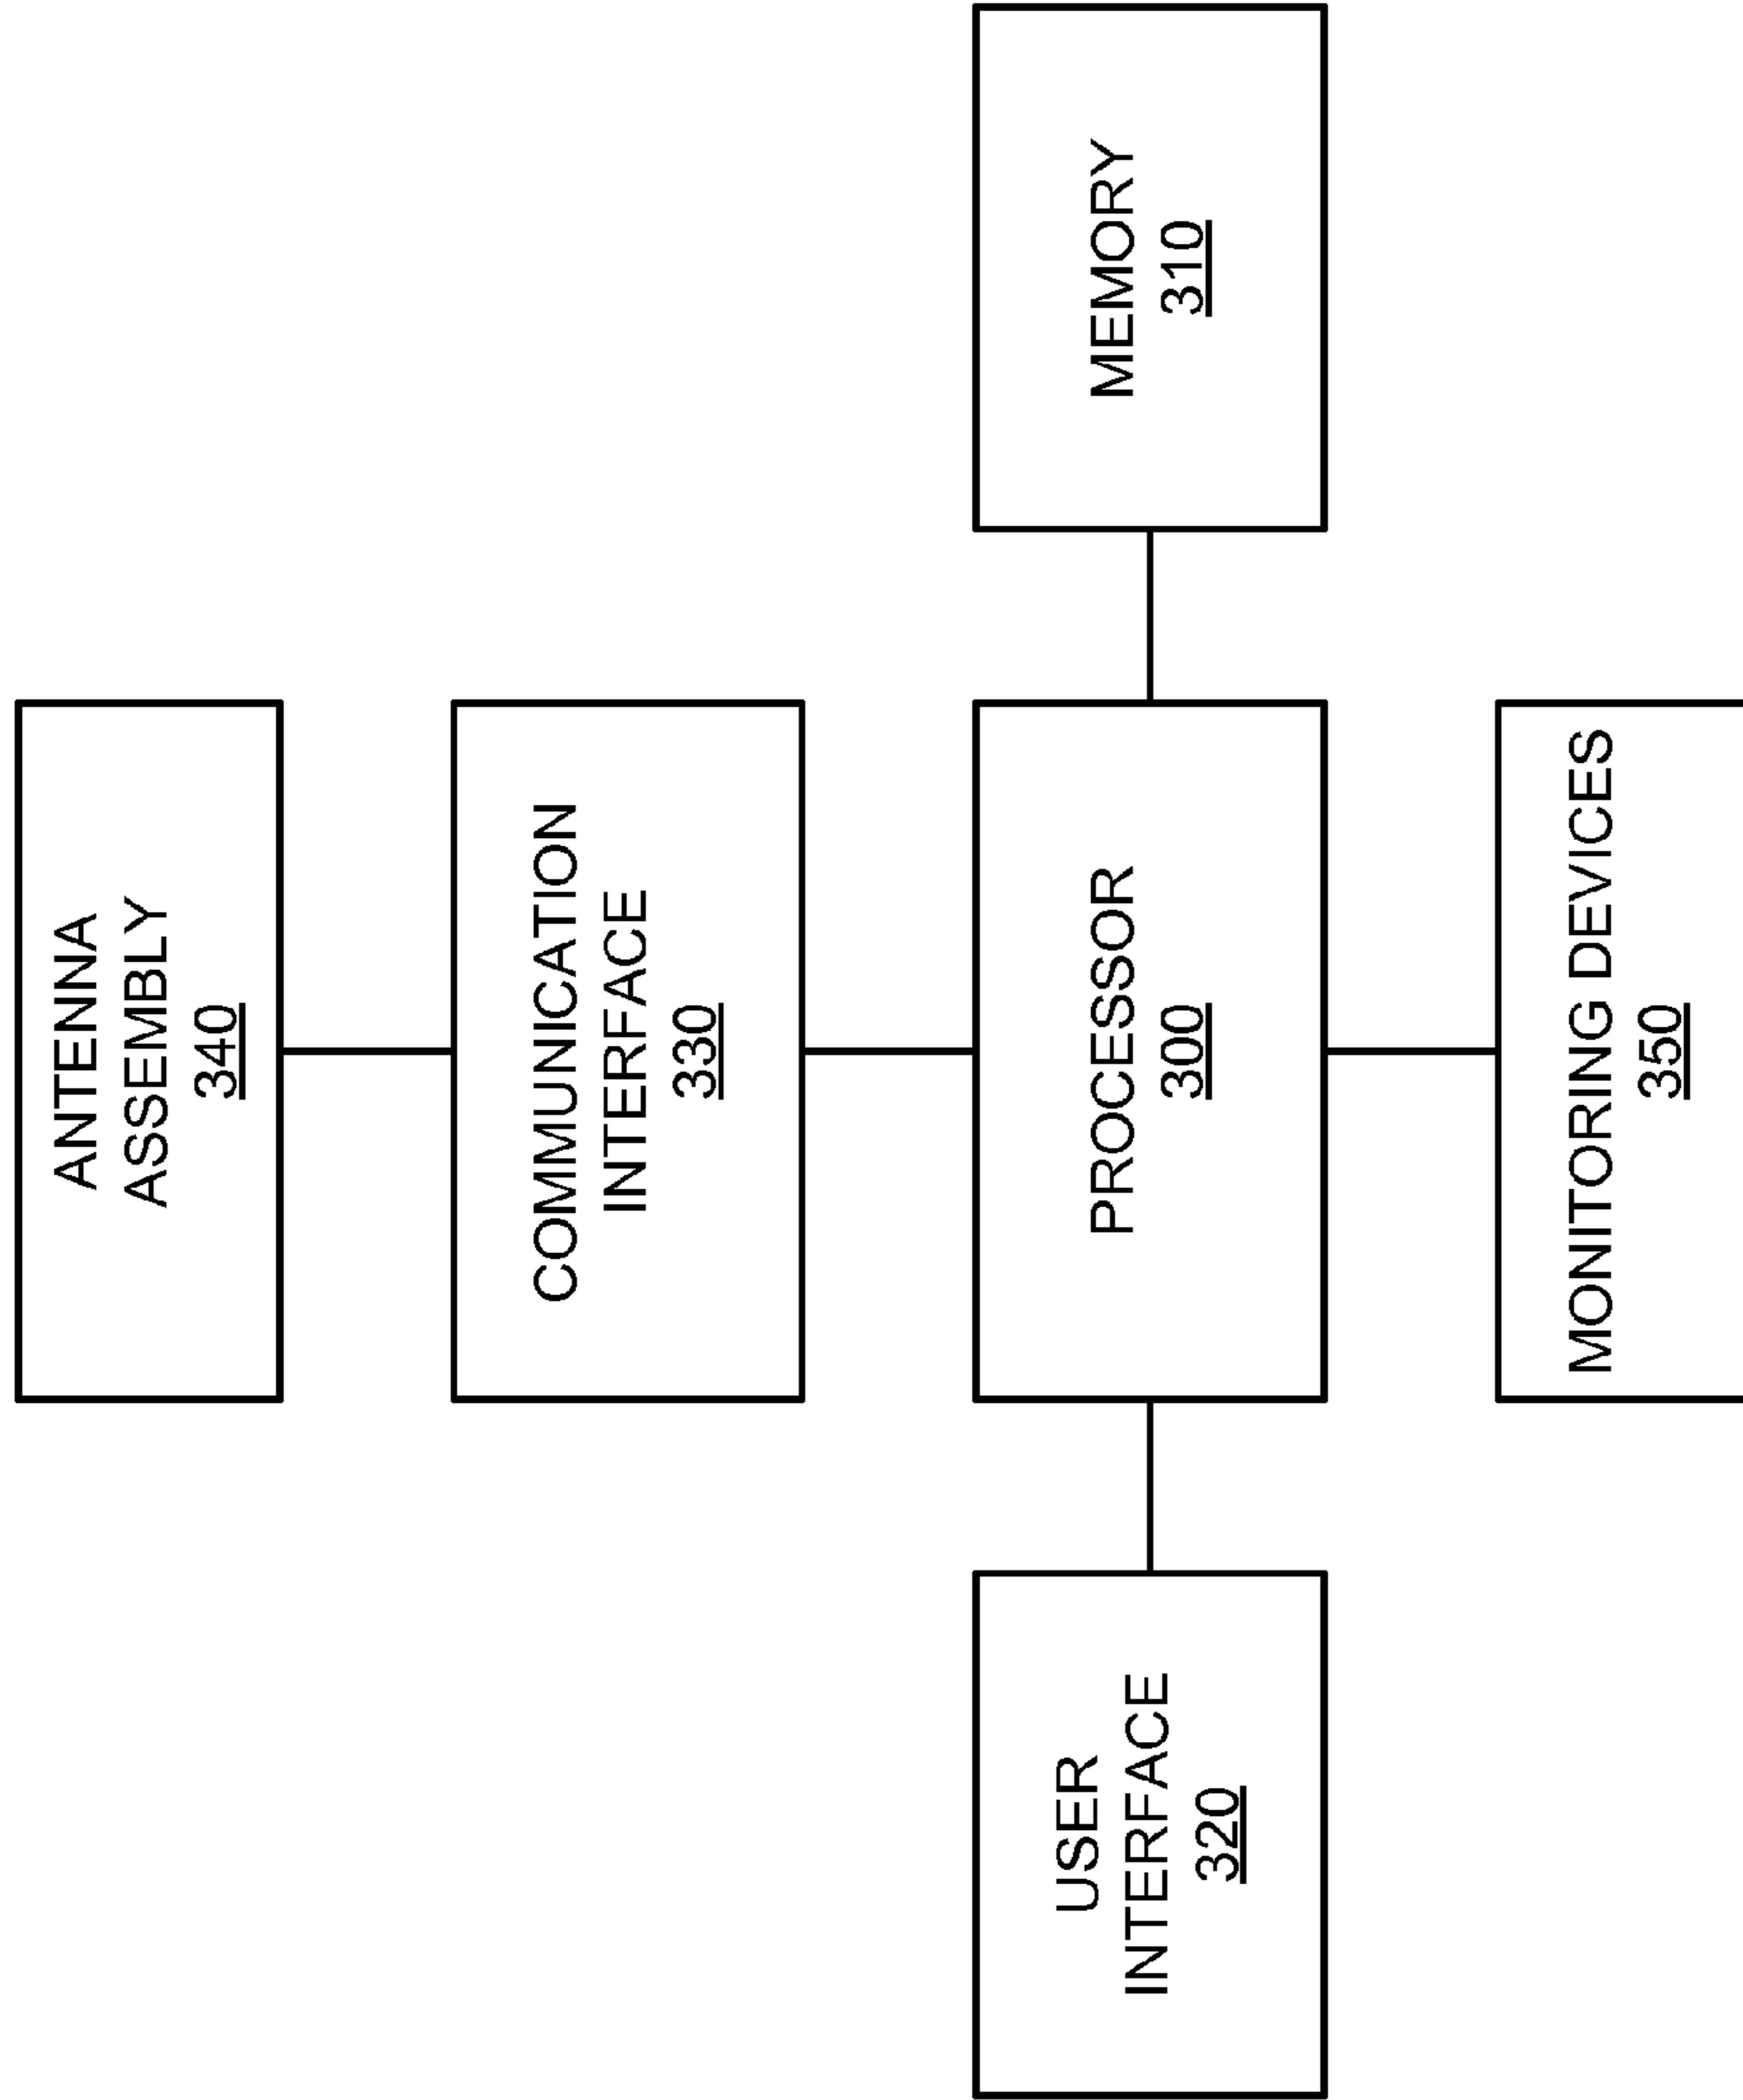 ANTENNA
ASSEMBLY
340
COMMUNICATION
INTERFACE
330
USER
INTERFACE
320
PROCESSOR
300
MEMORY
310
MONITORING DEVICES
350